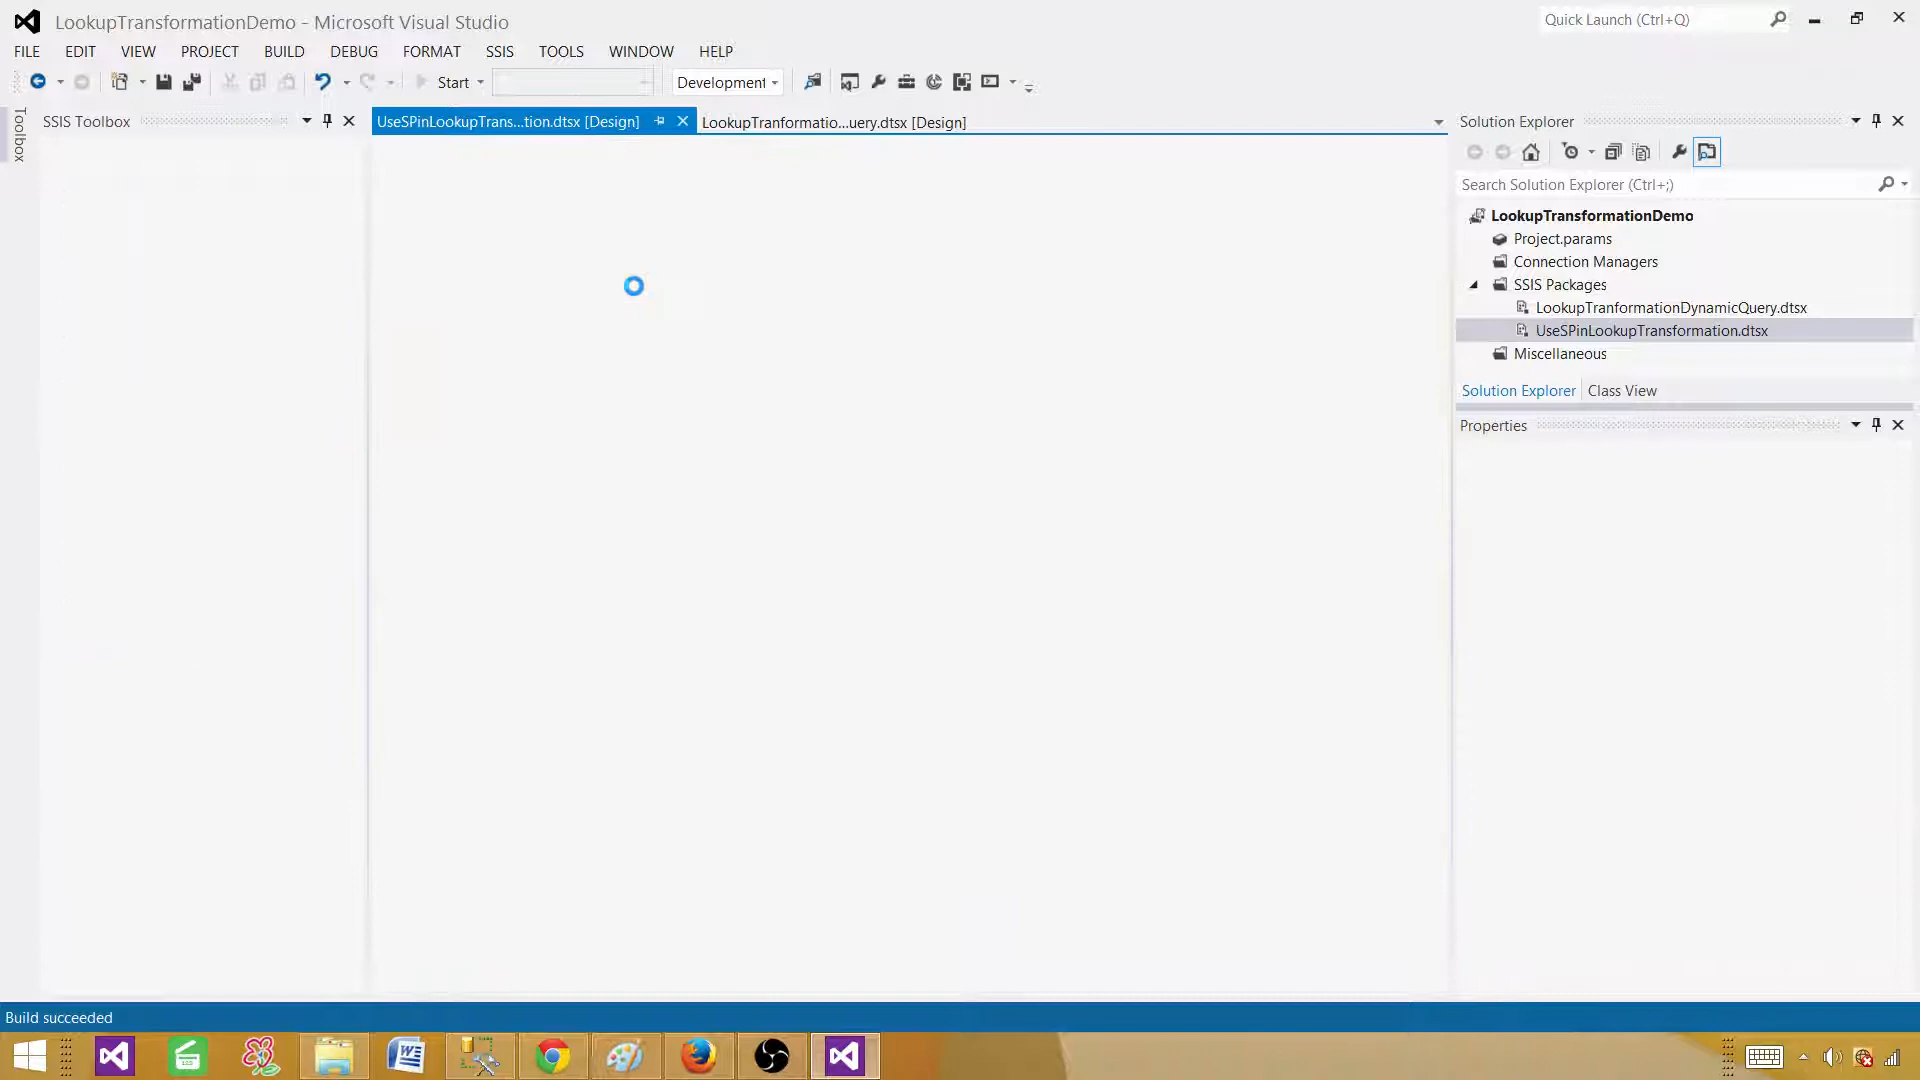 LookupTransformationDemo - Microsoft Visual Studio
Quick Launch (Ctrl+Q)
FILE EDIT VIEW PROJECT BUILD DEBUG FORMAT SSIS TOOLS WINDOW HELP
Start Development
Toolbox
SSIS Toolbox
UseSPinLookupTrans...tion.dtsx [Design]
LookupTranformatio...uery.dtsx [Design]
Solution Explorer
Search Solution Explorer (Ctrl+;)
LookupTransformationDemo
Project.params
Connection Managers
SSIS Packages
LookupTranformationDynamicQuery.dtsx
UseSPinLookupTransformation.dtsx
Miscellaneous
Solution Explorer Class View
Properties
Build succeeded